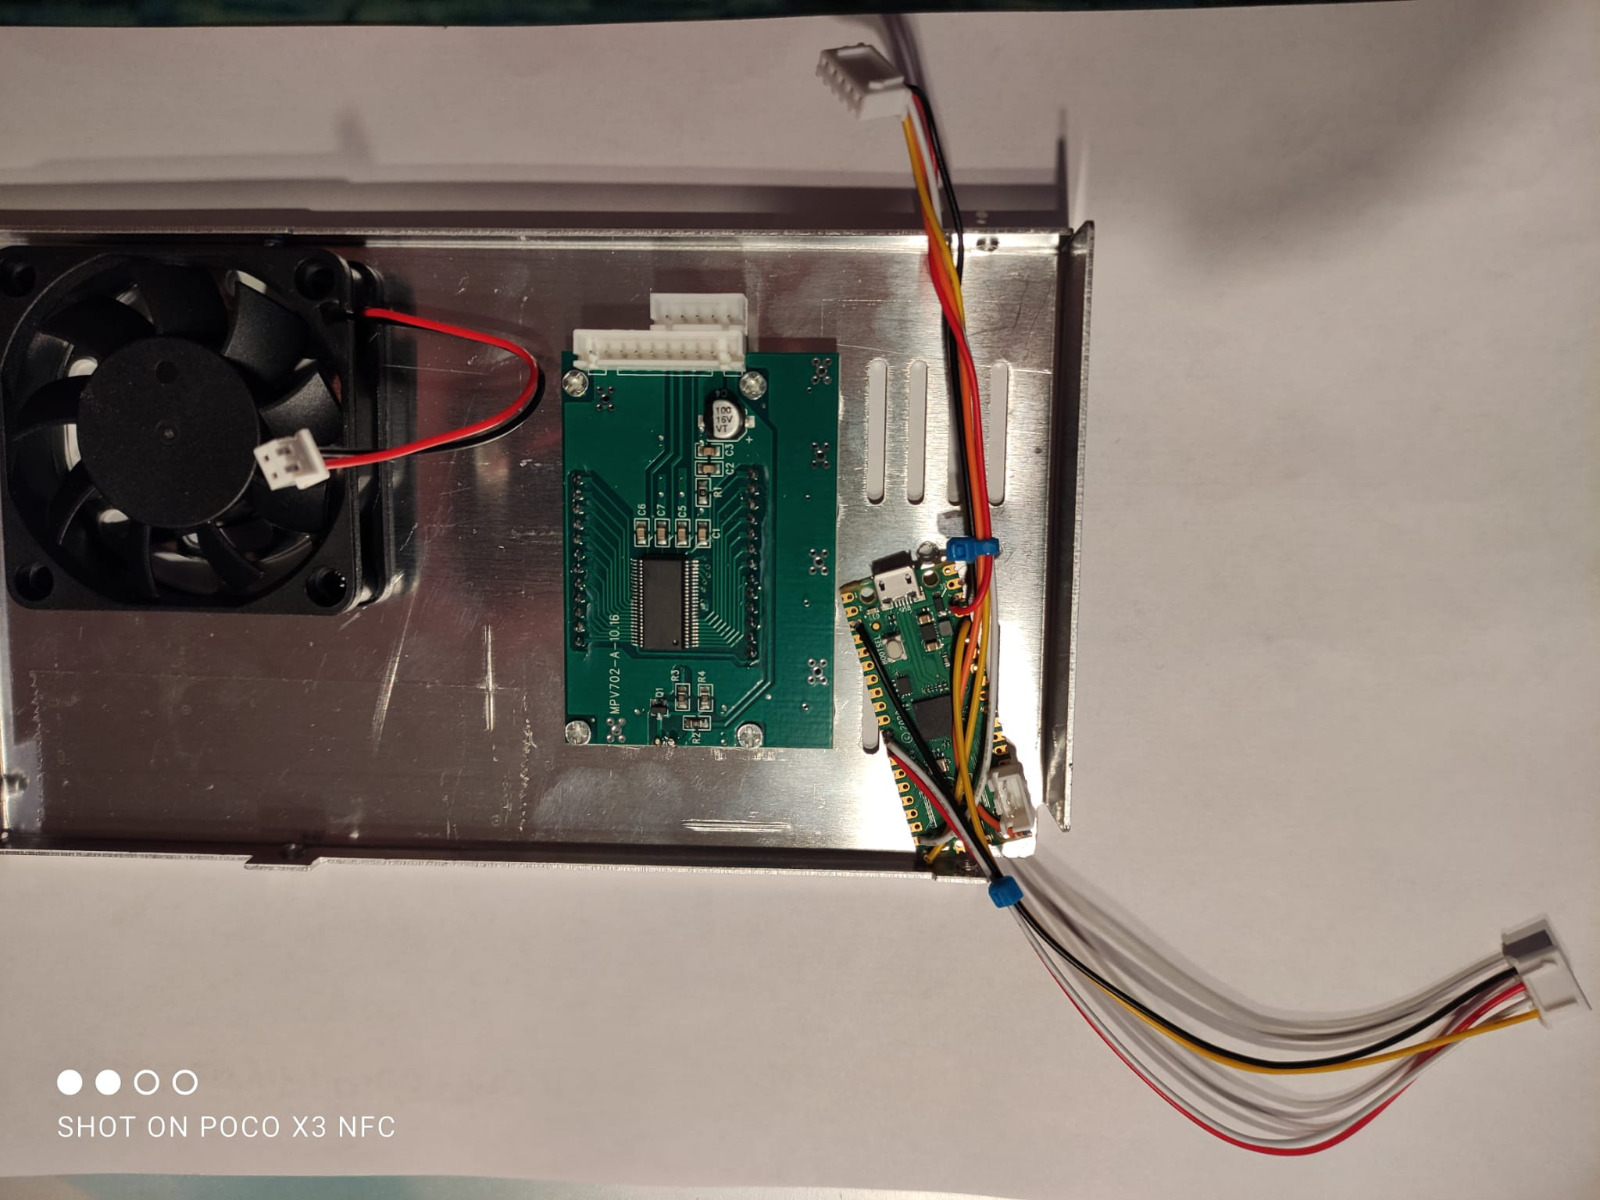 100
16V
VT
+
C3
C2
R1
C6
C7
C5
C1
MPV702-A-10.16
Q1
R3
R4
R2
SHOT ON POCO X3 NFC